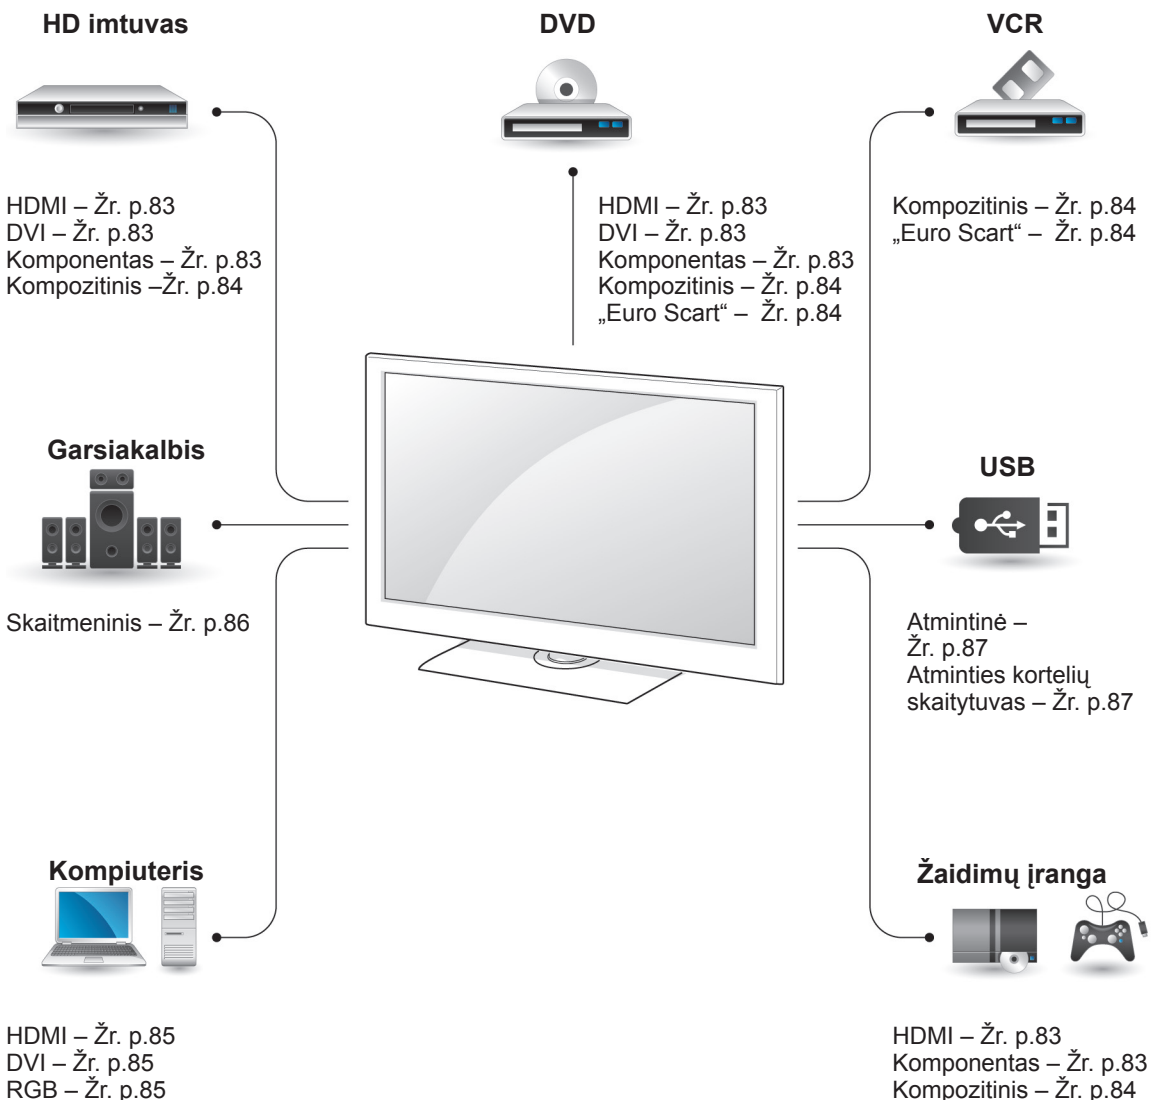 HD imtuvas
HDMI – Žr. p.83
DVI – Žr. p.83
Komponentas – Žr. p.83
Kompozitinis –Žr. p.84
DVD
HDMI – Žr. p.83
DVI – Žr. p.83
Komponentas – Žr. p.83
Kompozitinis – Žr. p.84
„Euro Scart“ – Žr. p.84
VCR
Kompozitinis – Žr. p.84
„Euro Scart“ – Žr. p.84
Garsiakalbis
Skaitmeninis – Žr. p.86
USB
Atmintinė –
Žr. p.87
Atminties kortelių
skaitytuvas – Žr. p.87
Kompiuteris
HDMI – Žr. p.85
DVI – Žr. p.85
RGB – Žr. p.85
Žaidimų įranga
HDMI – Žr. p.83
Komponentas – Žr. p.83
Kompozitinis – Žr. p.84